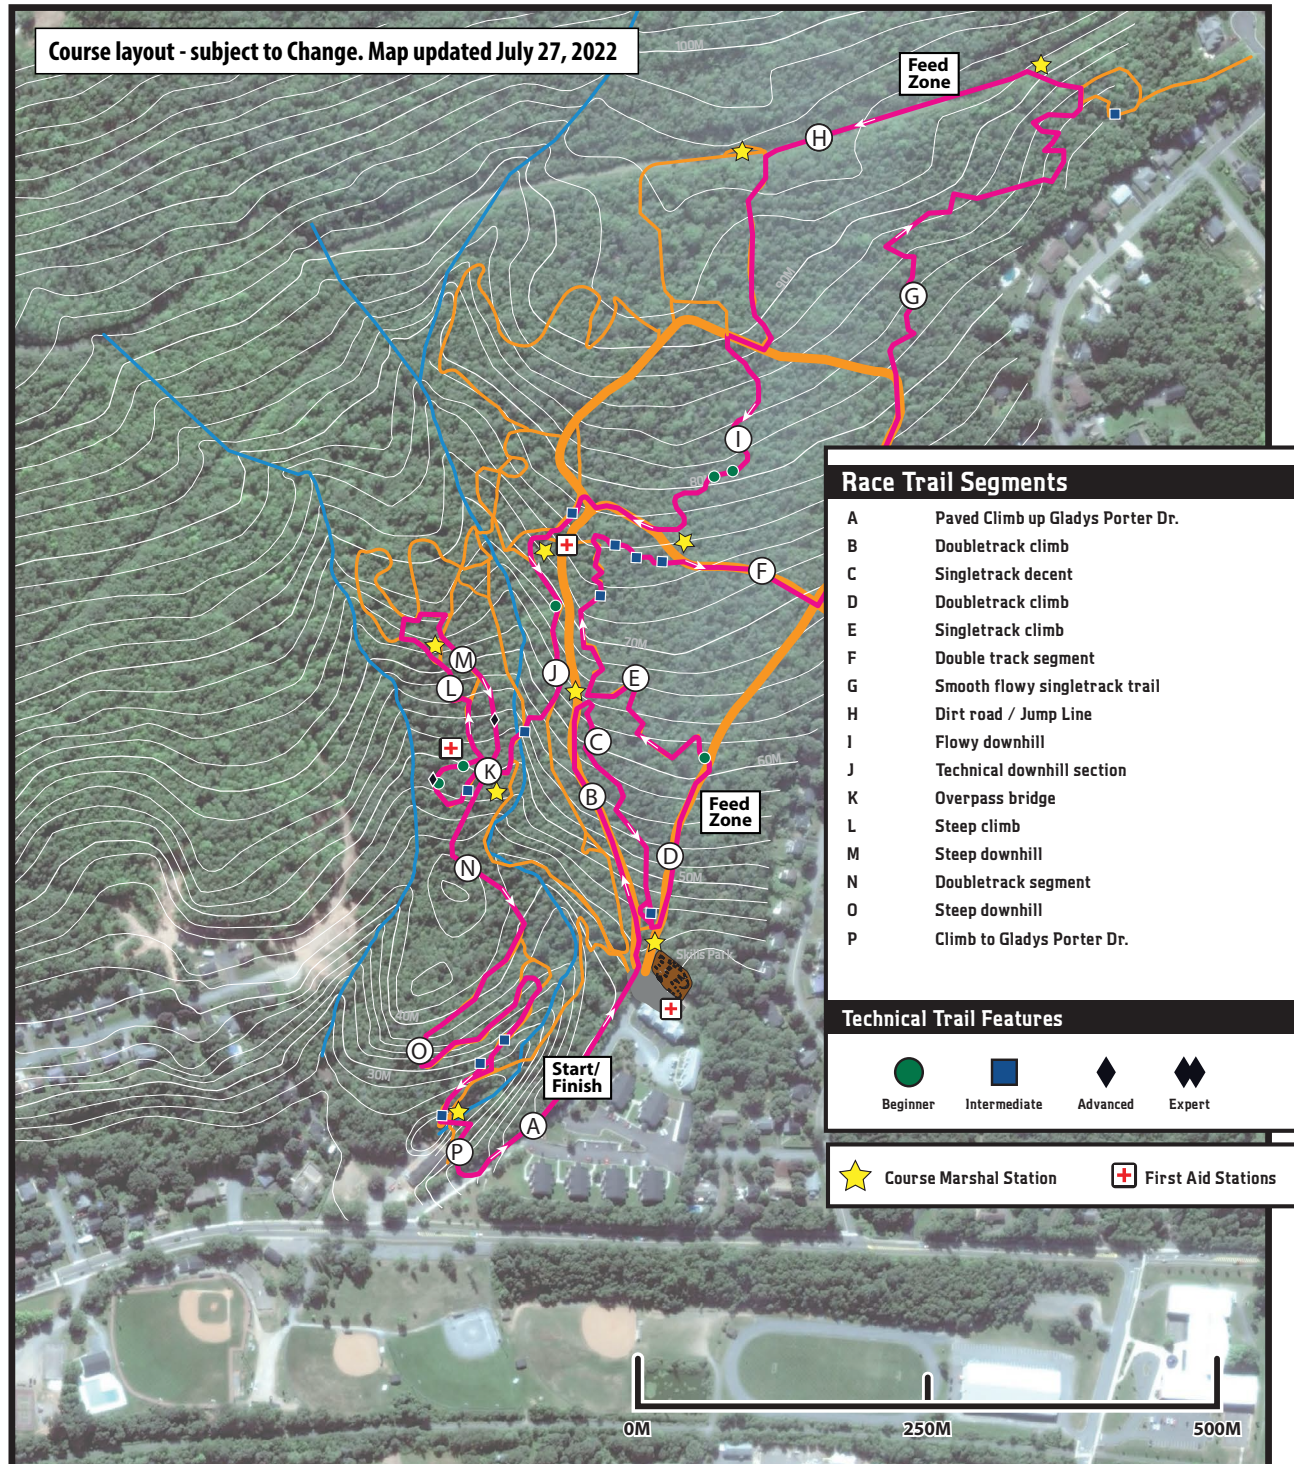 Course layout - subject to Change. Map updated July 27, 2022
100M
Feed
Zone
H
90M
G
I
80
F
70M
E
J
M
L
C
60M
K
B
Feed
Zone
D
50M
N
Skills Park
40M
O
30M
Start/
Finish
A
P
Race Trail Segments
A Paved Climb up Gladys Porter Dr.
B Doubletrack climb
C Singletrack decent
D Doubletrack climb
E Singletrack climb
F Double track segment
G Smooth flowy singletrack trail
H Dirt road / Jump Line
I Flowy downhill
J Technical downhill section
K Overpass bridge
L Steep climb
M Steep downhill
N Doubletrack segment
O Steep downhill
P Climb to Gladys Porter Dr.
Technical Trail Features
Beginner Intermediate Advanced Expert
Course Marshal Station First Aid Stations
0M 250M 500M